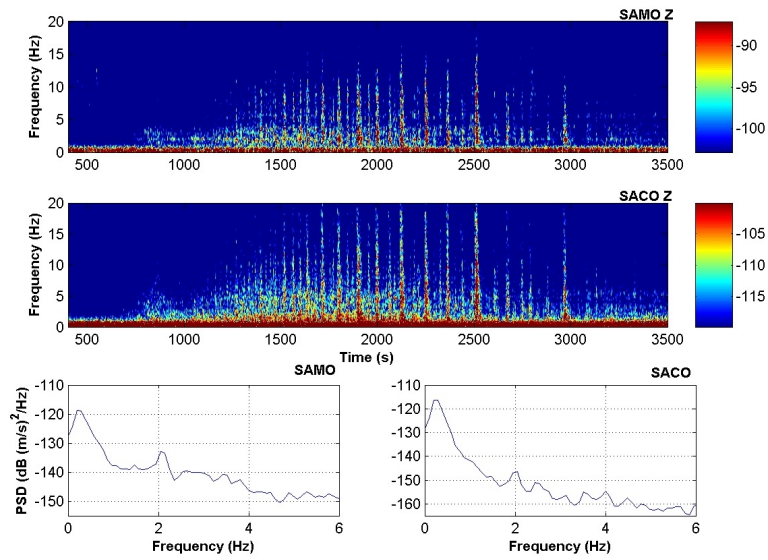 SAMO Z
20
15
10
5
0
Frequency (Hz)
500 1000 1500 2000 2500 3000 3500
-90
-95
-100
SACO Z
20
15
10
5
0
Frequency (Hz)
500 1000 1500 2000 2500 3000 3500
Time (s)
-105
-110
-115
SAMO
-110
-120
-130
-140
-150
PSD (dB (m/s)²/Hz)
0 2 4 6
Frequency (Hz)
SACO
-110
-120
-130
-140
-150
-160
0 2 4 6
Frequency (Hz)